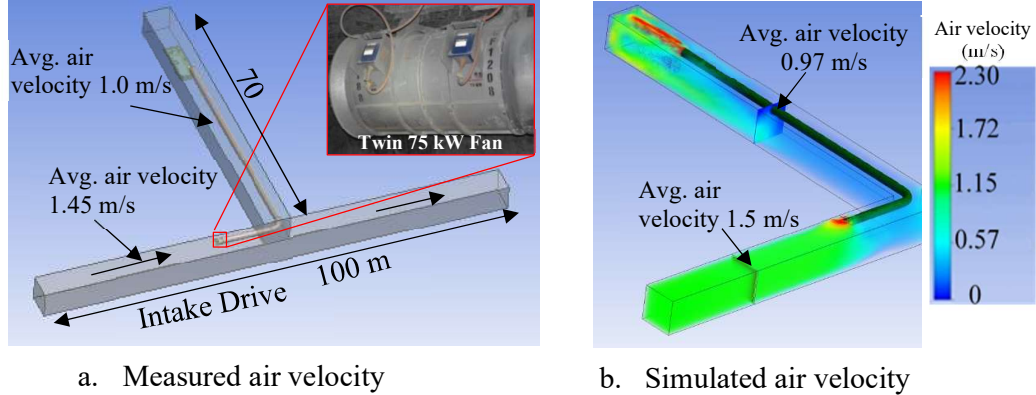 Avg. air
velocity 1.0 m/s
70
Twin 75 kW Fan
Avg. air velocity
1.45 m/s
100 m
Intake Drive
a. Measured air velocity
Avg. air velocity
0.97 m/s
Avg. air
velocity 1.5 m/s
Air velocity
(m/s)
2.30
1.72
1.15
0.57
0
b. Simulated air velocity